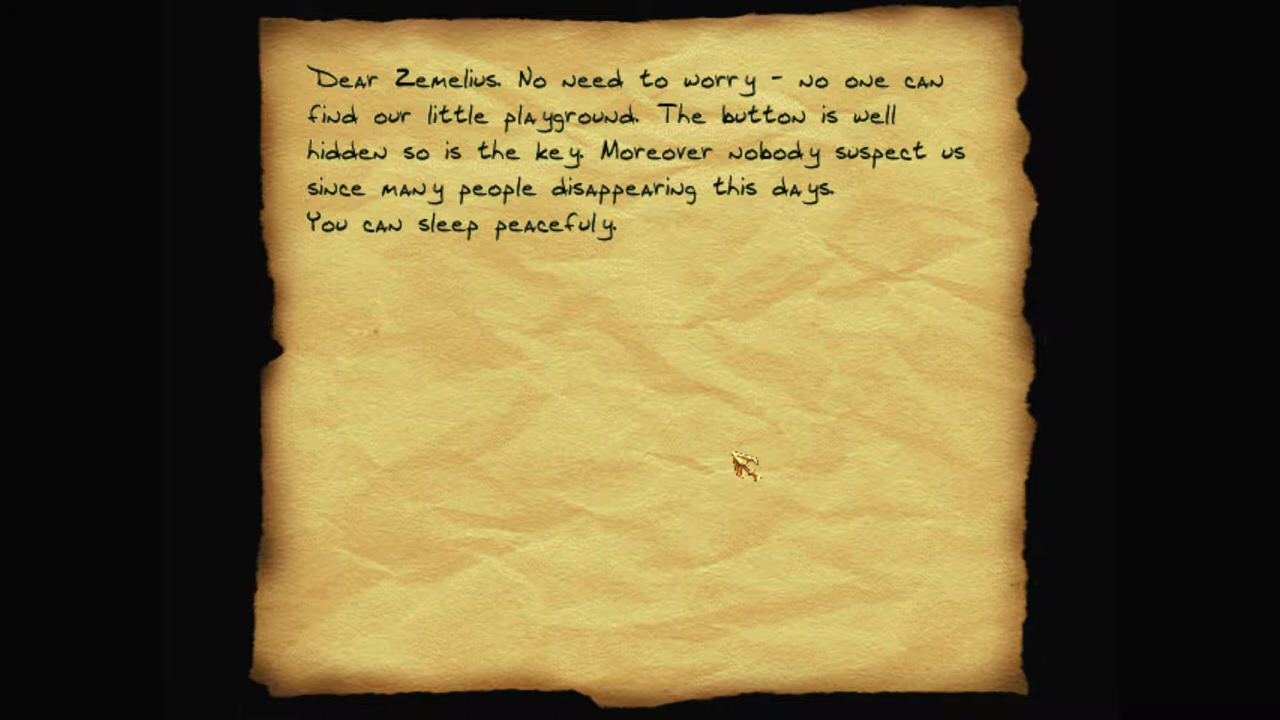 Dear Zemelius. No need to worry - no one can
find our little playground. The button is well
hidden so is the key. Moreover nobody suspect us
since many people disappearing this days.
You can sleep peacefuly.